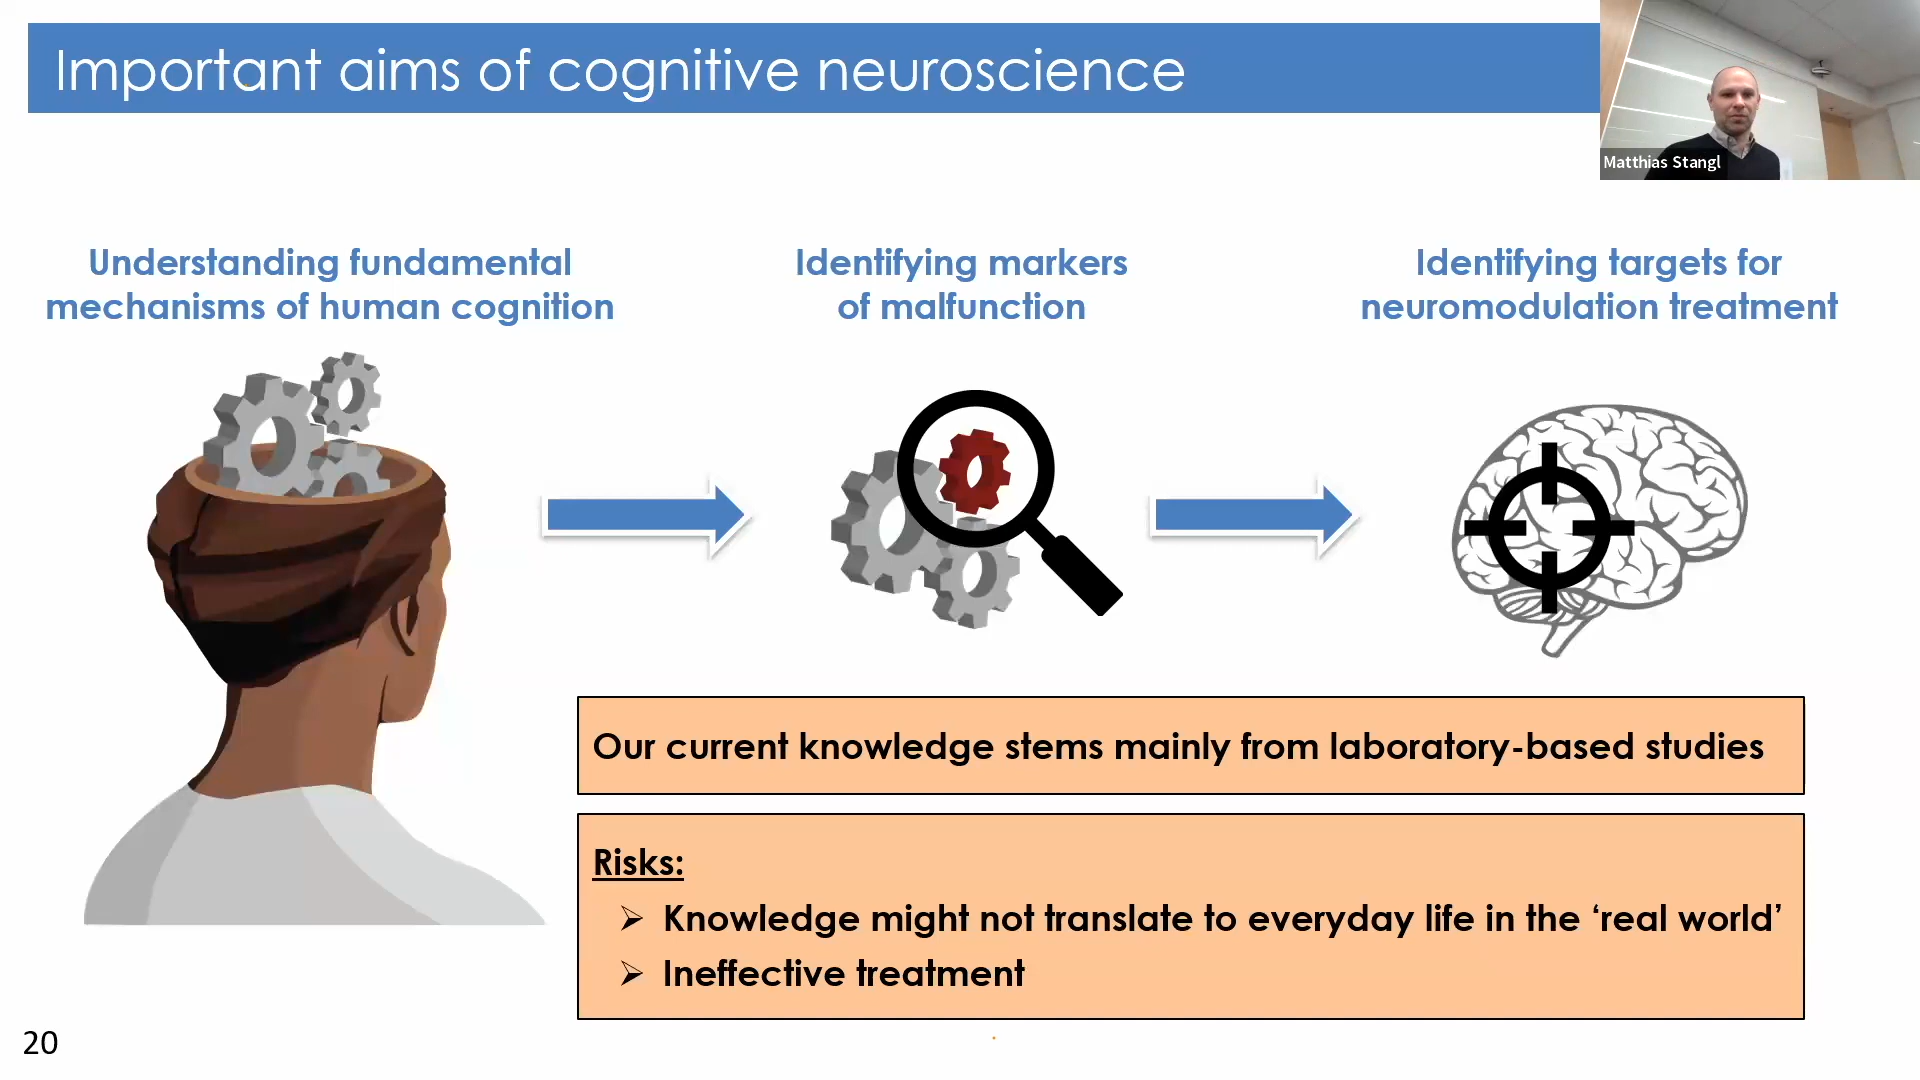 Important aims of cognitive neuroscience
Matthias Stangl
Understanding fundamental
mechanisms of human cognition
Identifying markers
of malfunction
Identifying targets for
neuromodulation treatment
Our current knowledge stems mainly from laboratory-based studies
Risks:
➢ Knowledge might not translate to everyday life in the ‘real world’
➢ Ineffective treatment
20